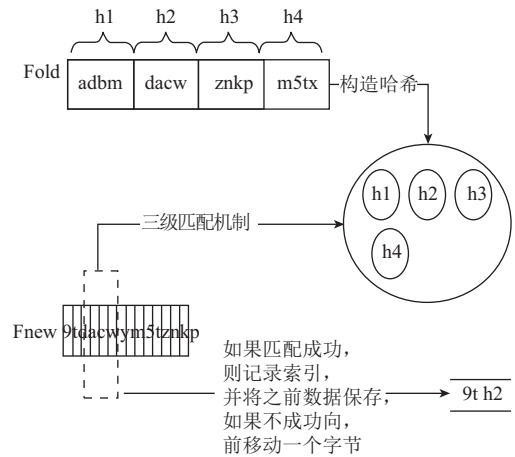 h1 h2 h3 h4
Fold adbm dacw znkp m5tx 构造哈希
h1 h2 h3
三级匹配机制
h4
Fnew 9tdacwym5tznkp
如果匹配成功，
则记录索引，
并将之前数据保存，
如果不成功向，
前移动一个字节
9t h2